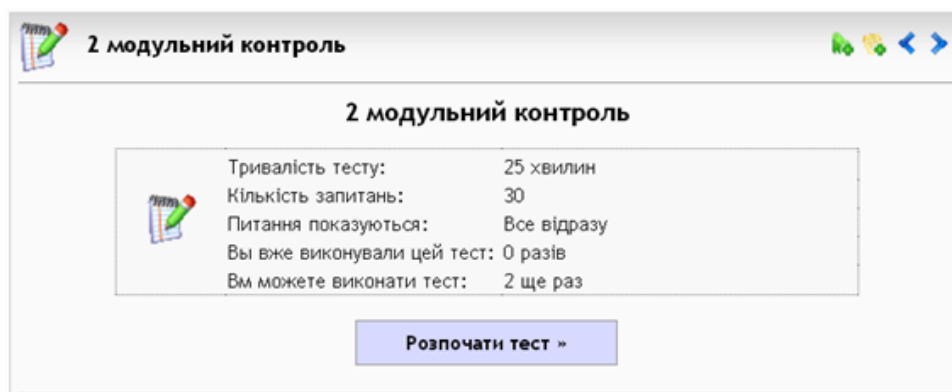 2 модульний контроль
2 модульний контроль
Тривалість тесту: 25 хвилин
Кількість запитань: 30
Питання показуються: Все відразу
Вы вже виконували цей тест: 0 разів
Вм можете виконати тест: 2 ще раз
Розпочати тест »